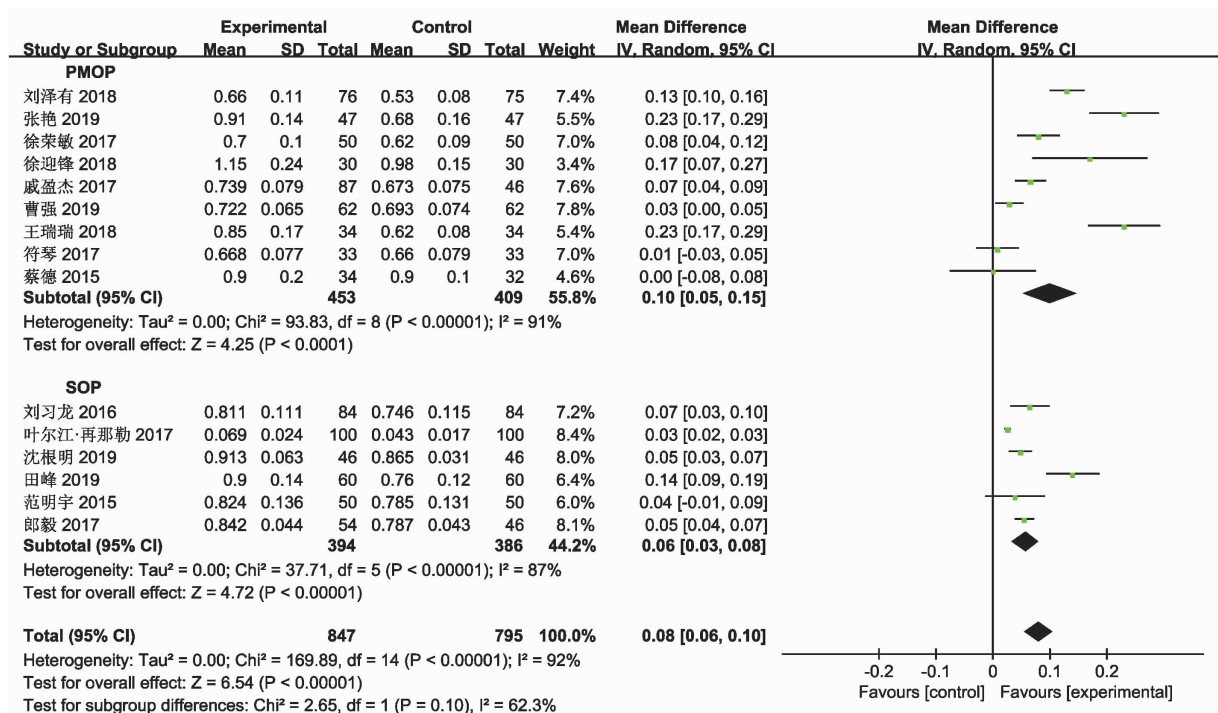 Experimental Control Mean Difference Mean Difference
Study or Subgroup Mean SD Total Mean SD Total Weight IV, Random, 95% CI IV, Random, 95% CI
PMOP
刘泽有 2018 0.66 0.11 76 0.53 0.08 75 7.4% 0.13 [0.10, 0.16]
张艳 2019 0.91 0.14 47 0.68 0.16 47 5.5% 0.23 [0.17, 0.29]
徐荣敏 2017 0.7 0.1 50 0.62 0.09 50 7.1% 0.08 [0.04, 0.12]
徐迎锋 2018 1.15 0.24 30 0.98 0.15 30 3.4% 0.17 [0.07, 0.27]
戚盈杰 2017 0.739 0.079 87 0.673 0.075 46 7.6% 0.07 [0.04, 0.09]
曹强 2019 0.722 0.065 62 0.693 0.074 62 7.8% 0.03 [0.00, 0.05]
王瑞瑞 2018 0.85 0.17 34 0.62 0.08 34 5.4% 0.23 [0.17, 0.29]
符琴 2017 0.668 0.077 33 0.66 0.079 33 7.0% 0.01 [-0.03, 0.05]
蔡德 2015 0.9 0.2 34 0.9 0.1 32 4.6% 0.00 [-0.08, 0.08]
Subtotal (95% CI) 453 409 55.8% 0.10 [0.05, 0.15]
Heterogeneity: Tau² = 0.00; Chi² = 93.83, df = 8 (P < 0.00001); I² = 91%
Test for overall effect: Z = 4.25 (P < 0.0001)
SOP
刘习龙 2016 0.811 0.111 84 0.746 0.115 84 7.2% 0.07 [0.03, 0.10]
叶尔江·再那勒 2017 0.069 0.024 100 0.043 0.017 100 8.4% 0.03 [0.02, 0.03]
沈根明 2019 0.913 0.063 46 0.865 0.031 46 8.0% 0.05 [0.03, 0.07]
田峰 2019 0.9 0.14 60 0.76 0.12 60 6.4% 0.14 [0.09, 0.19]
范明宇 2015 0.824 0.136 50 0.785 0.131 50 6.0% 0.04 [-0.01, 0.09]
郎毅 2017 0.842 0.044 54 0.787 0.043 46 8.1% 0.05 [0.04, 0.07]
Subtotal (95% CI) 394 386 44.2% 0.06 [0.03, 0.08]
Heterogeneity: Tau² = 0.00; Chi² = 37.71, df = 5 (P < 0.00001); I² = 87%
Test for overall effect: Z = 4.72 (P < 0.00001)
Total (95% CI) 847 795 100.0% 0.08 [0.06, 0.10]
Heterogeneity: Tau² = 0.00; Chi² = 169.89, df = 14 (P < 0.00001); I² = 92%
Test for overall effect: Z = 6.54 (P < 0.00001)
Test for subgroup differences: Chi² = 2.65, df = 1 (P = 0.10), I² = 62.3%
-0.2 -0.1 0 0.1 0.2
Favours [control] Favours [experimental]